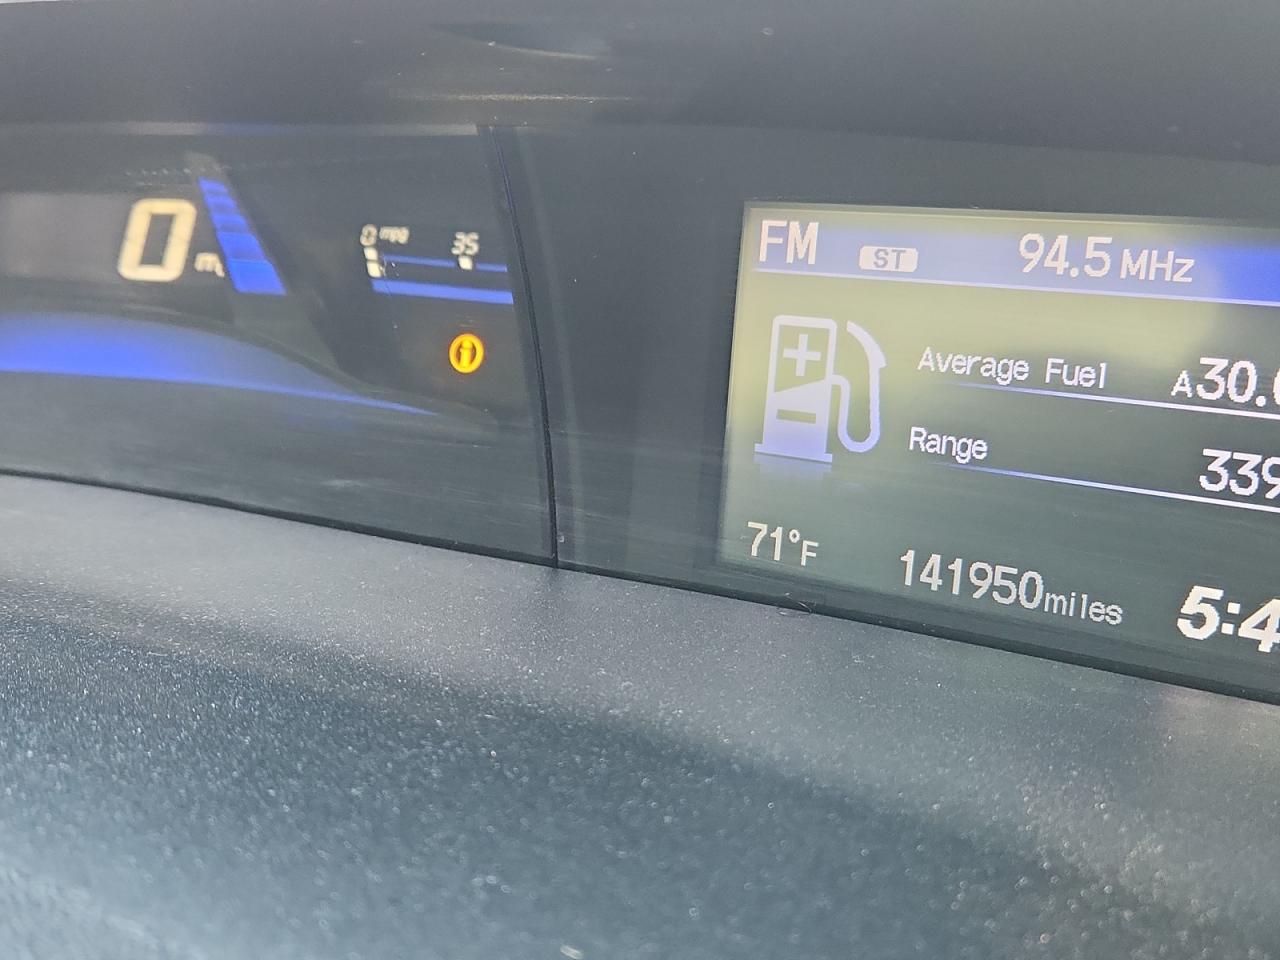 0
0 mpg 35
i
FM ST 94.5 MHz
Average Fuel A30.
Range 339
71°F 141950miles 5:4